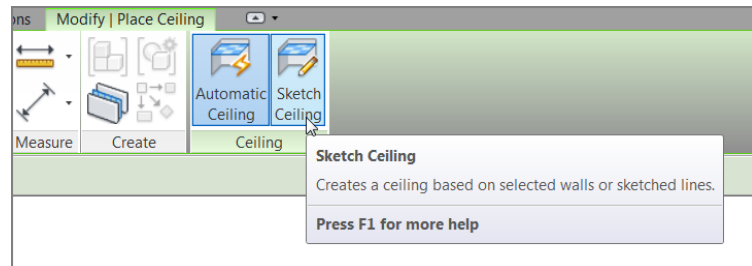 ons Modify | Place Ceiling
Automatic Sketch
Ceiling Ceiling
Measure Create Ceiling
Sketch Ceiling
Creates a ceiling based on selected walls or sketched lines.
Press F1 for more help